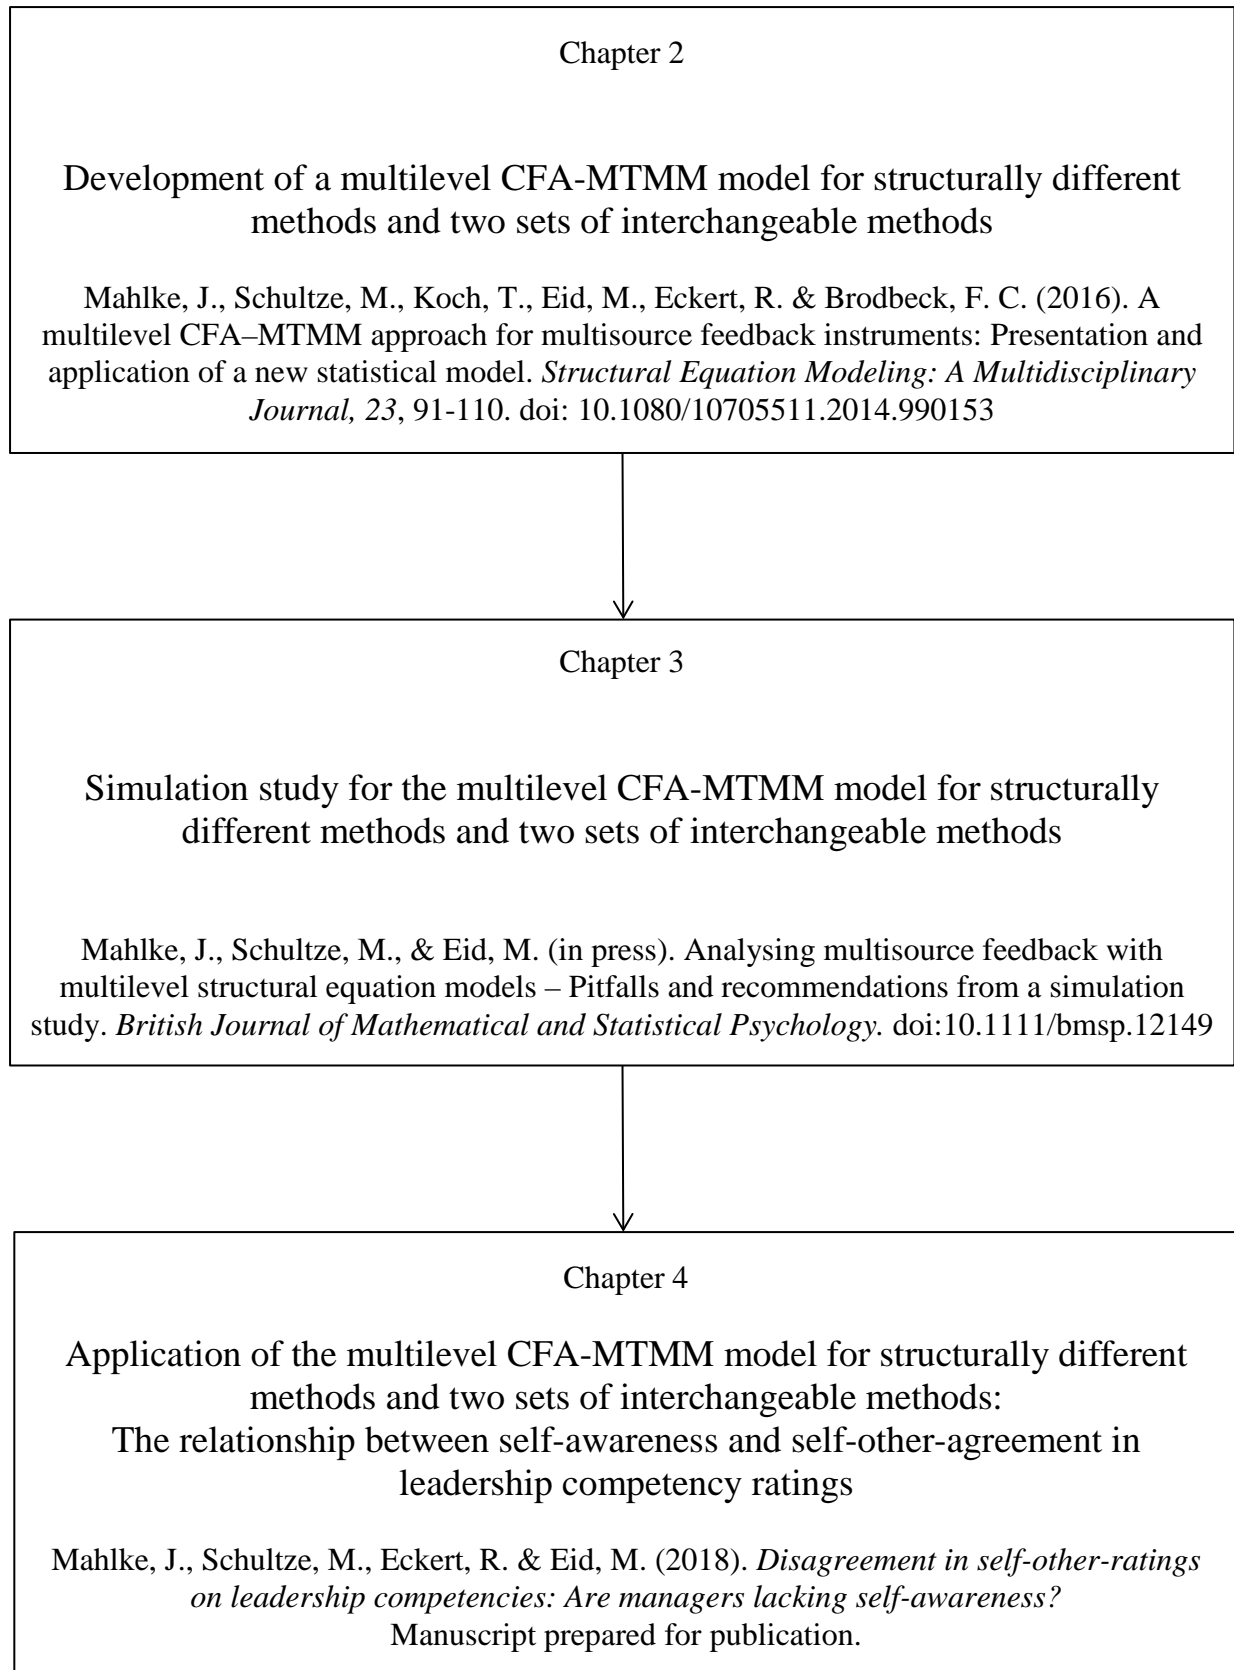 Chapter 2
Development of a multilevel CFA-MTMM model for structurally different
methods and two sets of interchangeable methods
Mahlke, J., Schultze, M., Koch, T., Eid, M., Eckert, R. & Brodbeck, F. C. (2016). A
multilevel CFA–MTMM approach for multisource feedback instruments: Presentation and
application of a new statistical model. Structural Equation Modeling: A Multidisciplinary
Journal, 23, 91-110. doi: 10.1080/10705511.2014.990153
Chapter 3
Simulation study for the multilevel CFA-MTMM model for structurally
different methods and two sets of interchangeable methods
Mahlke, J., Schultze, M., & Eid, M. (in press). Analysing multisource feedback with
multilevel structural equation models – Pitfalls and recommendations from a simulation
study. British Journal of Mathematical and Statistical Psychology. doi:10.1111/bmsp.12149
Chapter 4
Application of the multilevel CFA-MTMM model for structurally different
methods and two sets of interchangeable methods:
The relationship between self-awareness and self-other-agreement in
leadership competency ratings
Mahlke, J., Schultze, M., Eckert, R. & Eid, M. (2018). Disagreement in self-other-ratings
on leadership competencies: Are managers lacking self-awareness?
Manuscript prepared for publication.